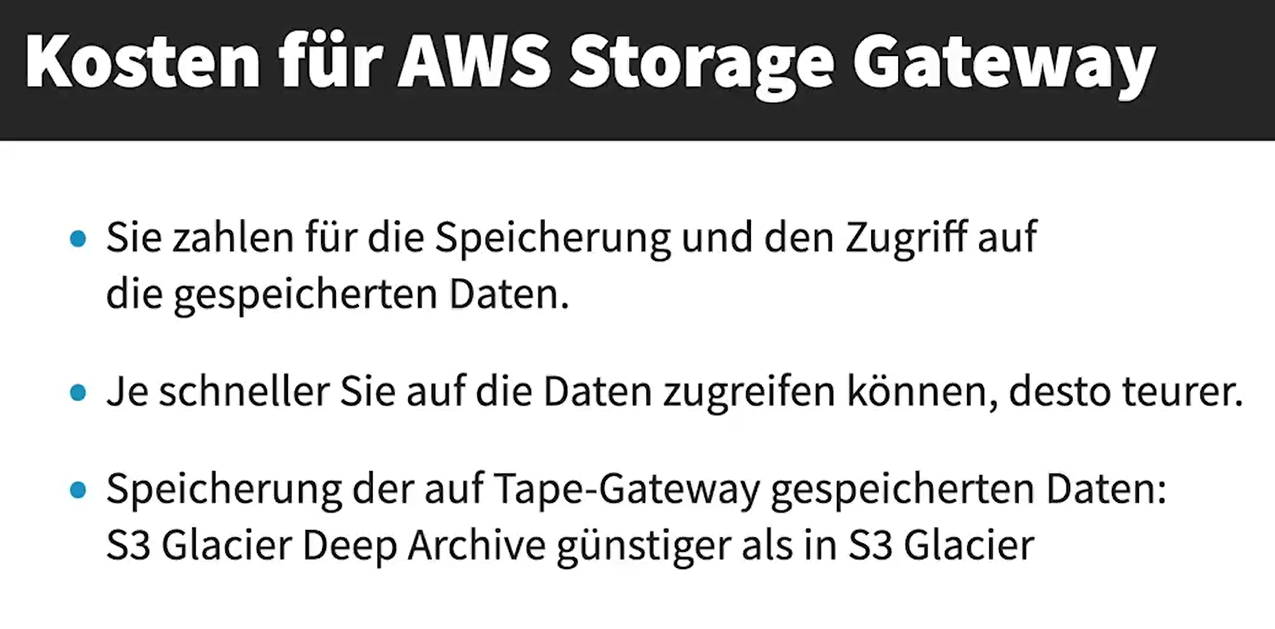 Kosten für AWS Storage Gateway
• Sie zahlen für die Speicherung und den Zugriff auf
die gespeicherten Daten.
• Je schneller Sie auf die Daten zugreifen können, desto teurer.
• Speicherung der auf Tape-Gateway gespeicherten Daten:
S3 Glacier Deep Archive günstiger als in S3 Glacier